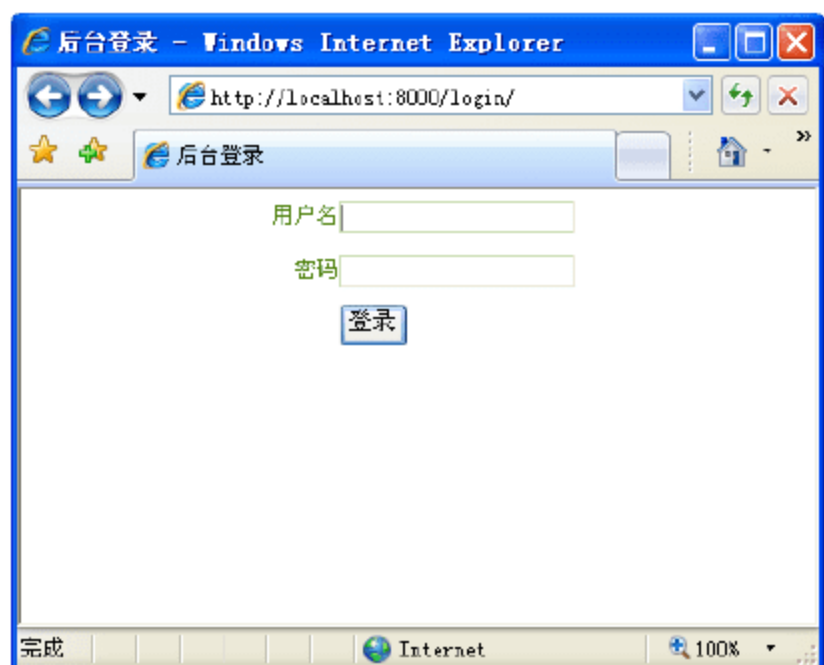 后台登录 - Windows Internet Explorer
http://localhost:8000/login/
后台登录
用户名
密码
登录
完成 Internet 100%